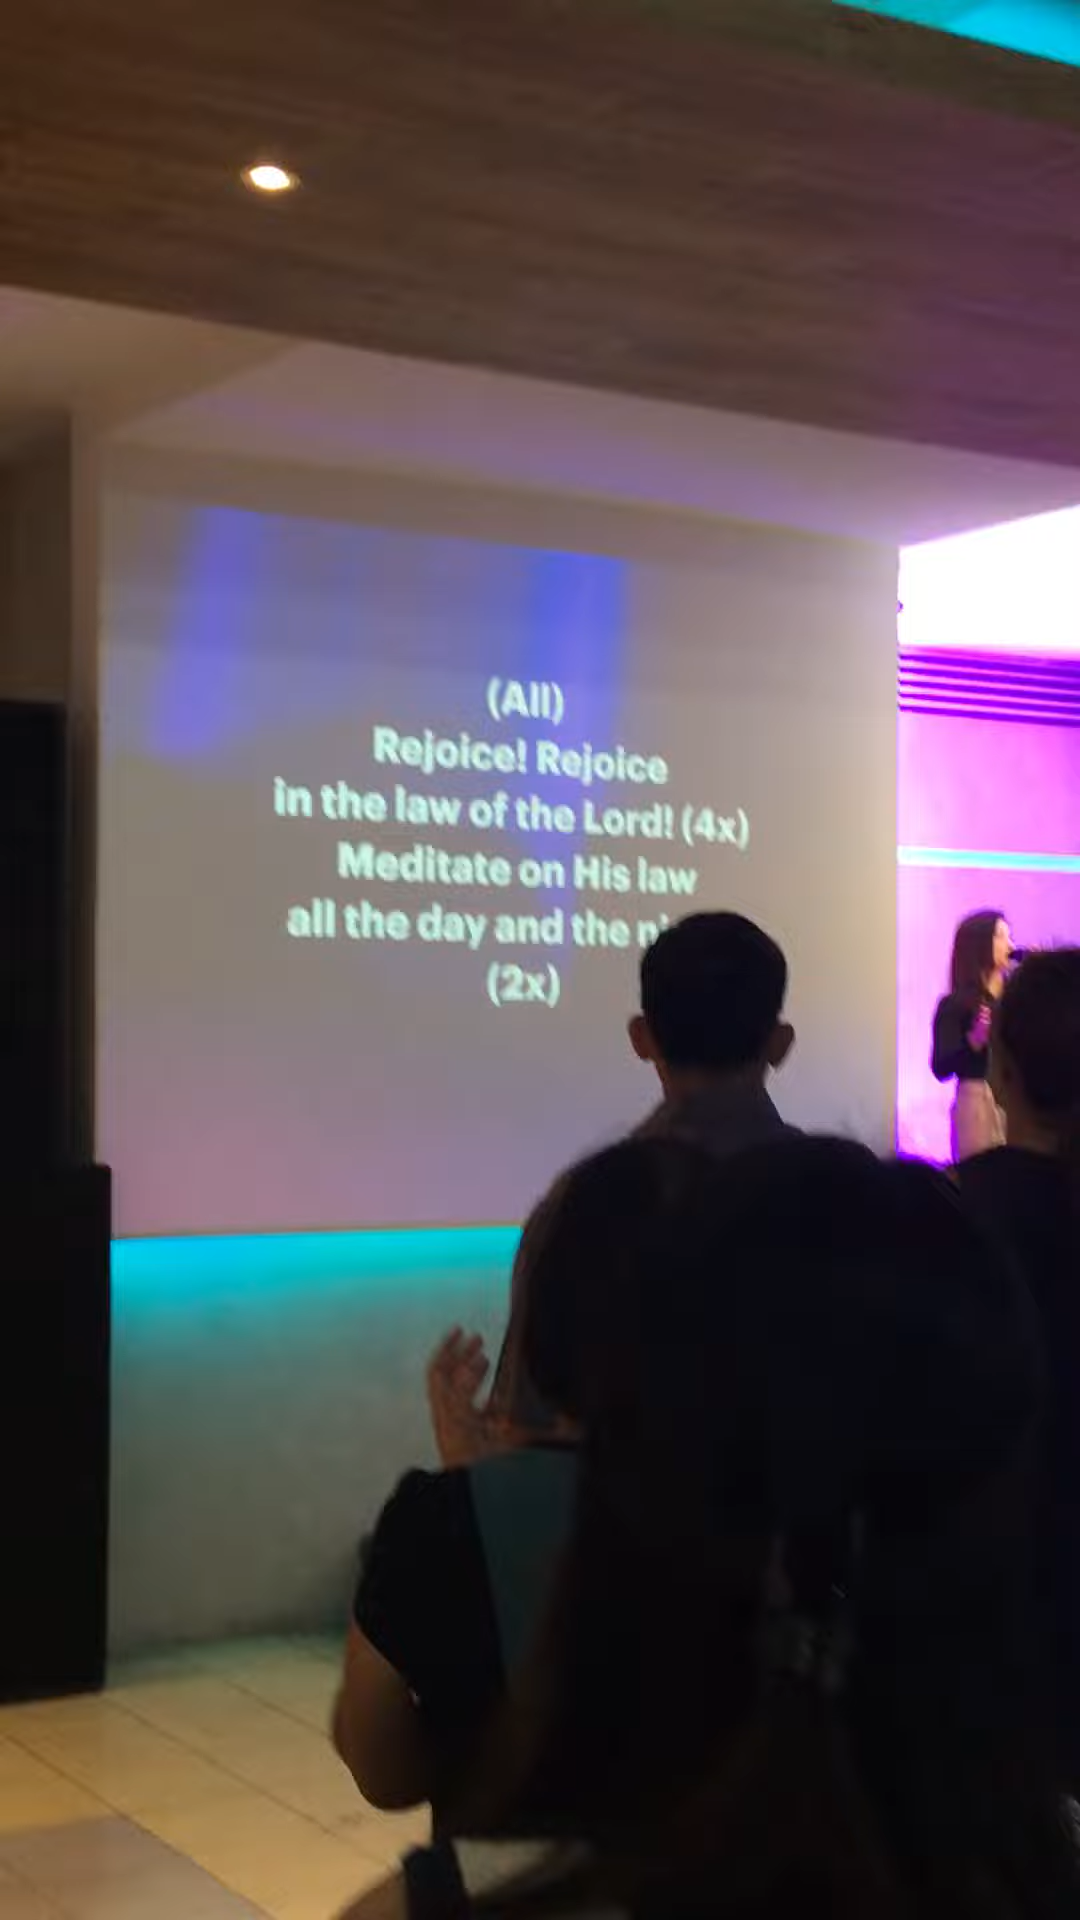 (All)
Rejoice! Rejoice
in the law of the Lord! (4x)
Meditate on His law
all the day and the
(2x)